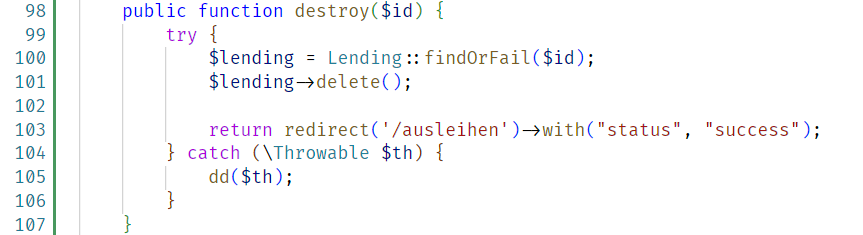 98 public function destroy($id) {
99 try {
100 $lending = Lending::findOrFail($id);
101 $lending->delete();
102
103 return redirect('/ausleihen')->with("status", "success");
104 } catch (\Throwable $th) {
105 dd($th);
106 }
107 }